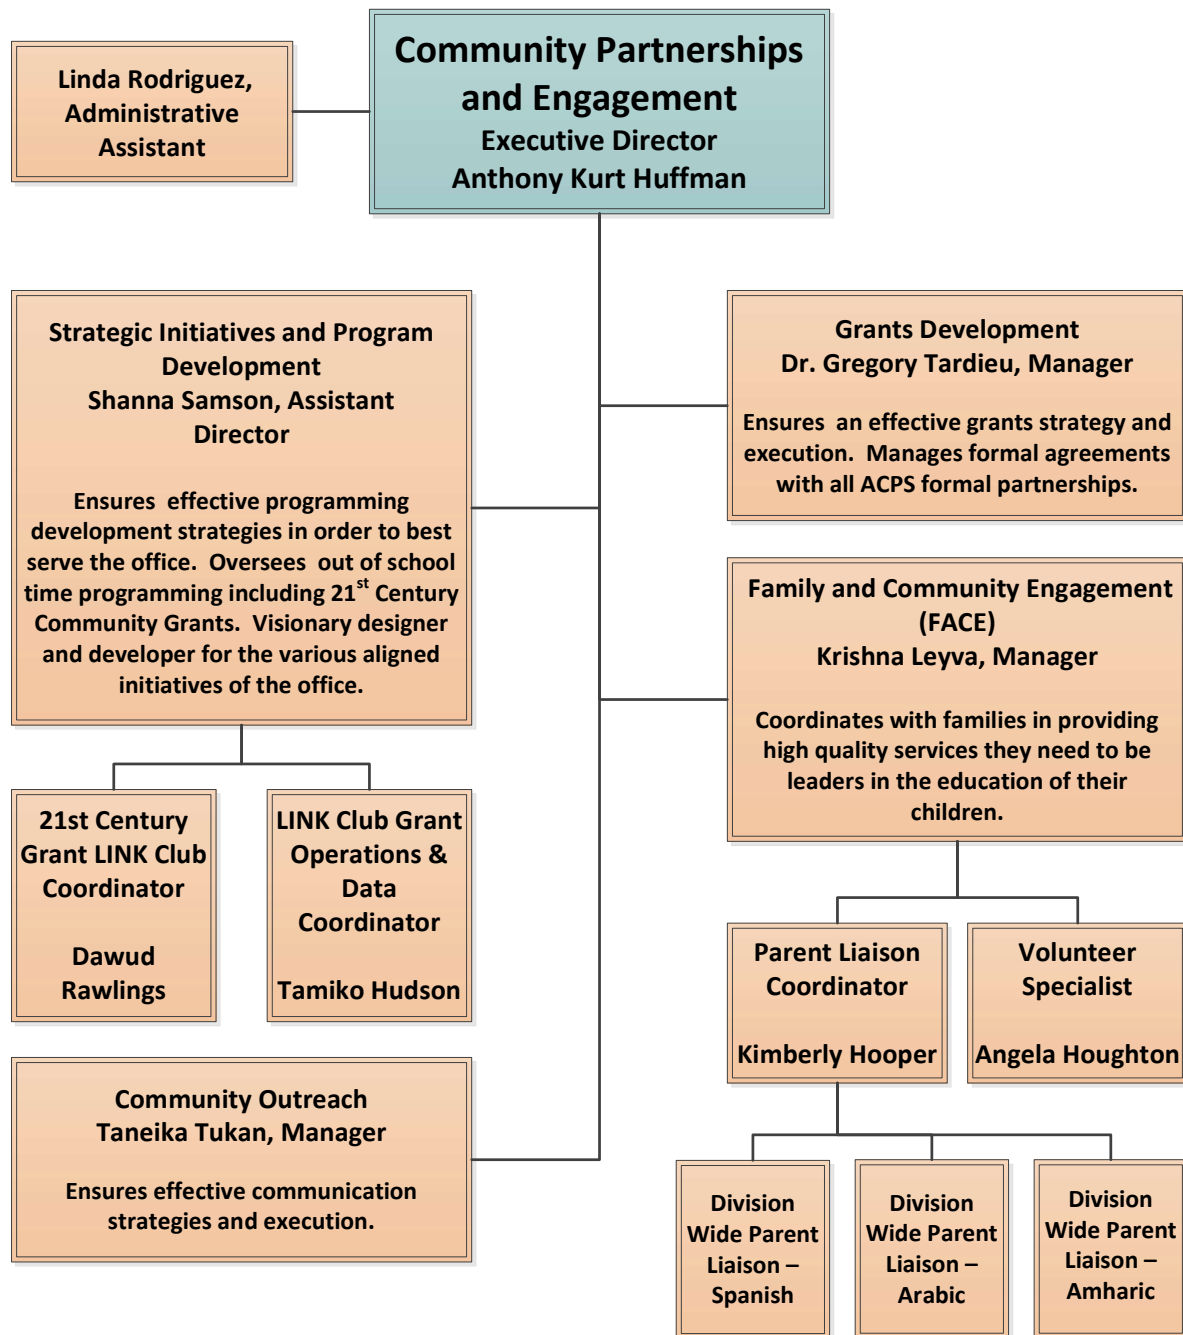 Linda Rodriguez,
Administrative
Assistant
Community Partnerships
and Engagement
Executive Director
Anthony Kurt Huffman
Strategic Initiatives and Program
Development
Shanna Samson, Assistant
Director
Ensures effective programming
development strategies in order to best
serve the office. Oversees out of school
time programming including 21st Century
Community Grants. Visionary designer
and developer for the various aligned
initiatives of the office.
21st Century
Grant LINK Club
Coordinator
Dawud
Rawlings
LINK Club Grant
Operations &
Data
Coordinator
Tamiko Hudson
Community Outreach
Taneika Tukan, Manager
Ensures effective communication
strategies and execution.
Grants Development
Dr. Gregory Tardieu, Manager
Ensures an effective grants strategy and
execution. Manages formal agreements
with all ACPS formal partnerships.
Family and Community Engagement
(FACE)
Krishna Leyva, Manager
Coordinates with families in providing
high quality services they need to be
leaders in the education of their
children.
Parent Liaison
Coordinator
Kimberly Hooper
Volunteer
Specialist
Angela Houghton
Division
Wide Parent
Liaison –
Spanish
Division
Wide Parent
Liaison –
Arabic
Division
Wide Parent
Liaison –
Amharic